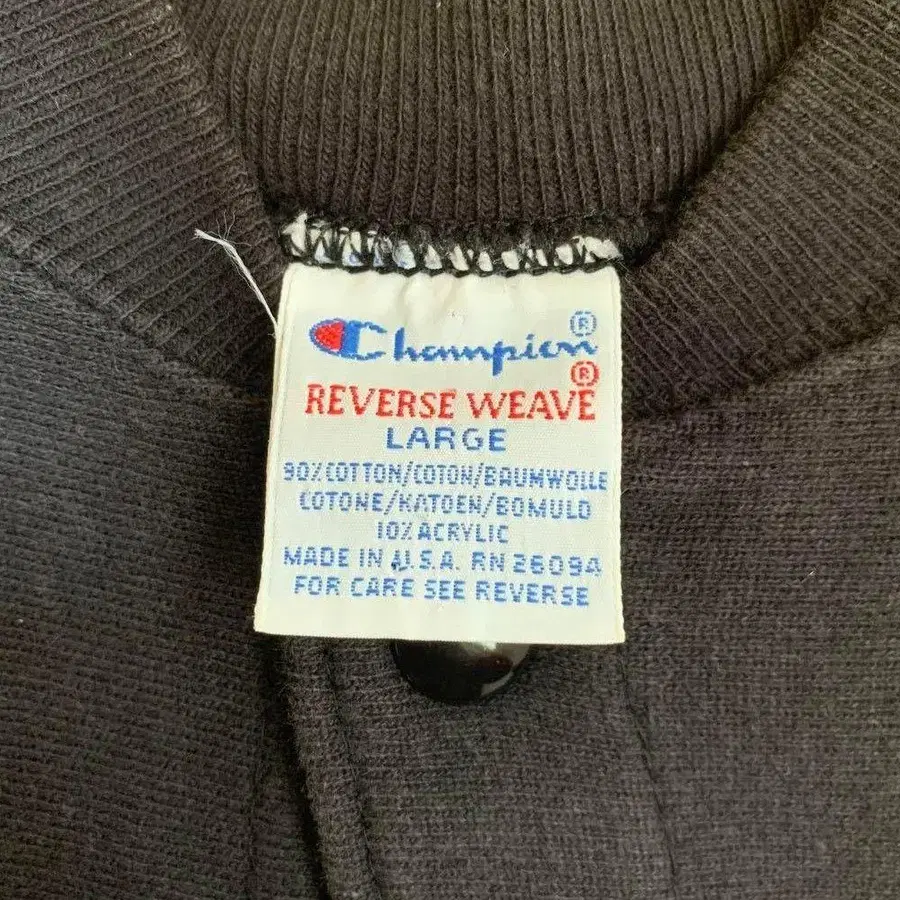 Champion®
REVERSE WEAVE®
LARGE
90% COTTON/COTON/BAUMWOLLE
COTONE/KATOEN/BOMULD
10% ACRYLIC
MADE IN U.S.A. RN 26094
FOR CARE SEE REVERSE